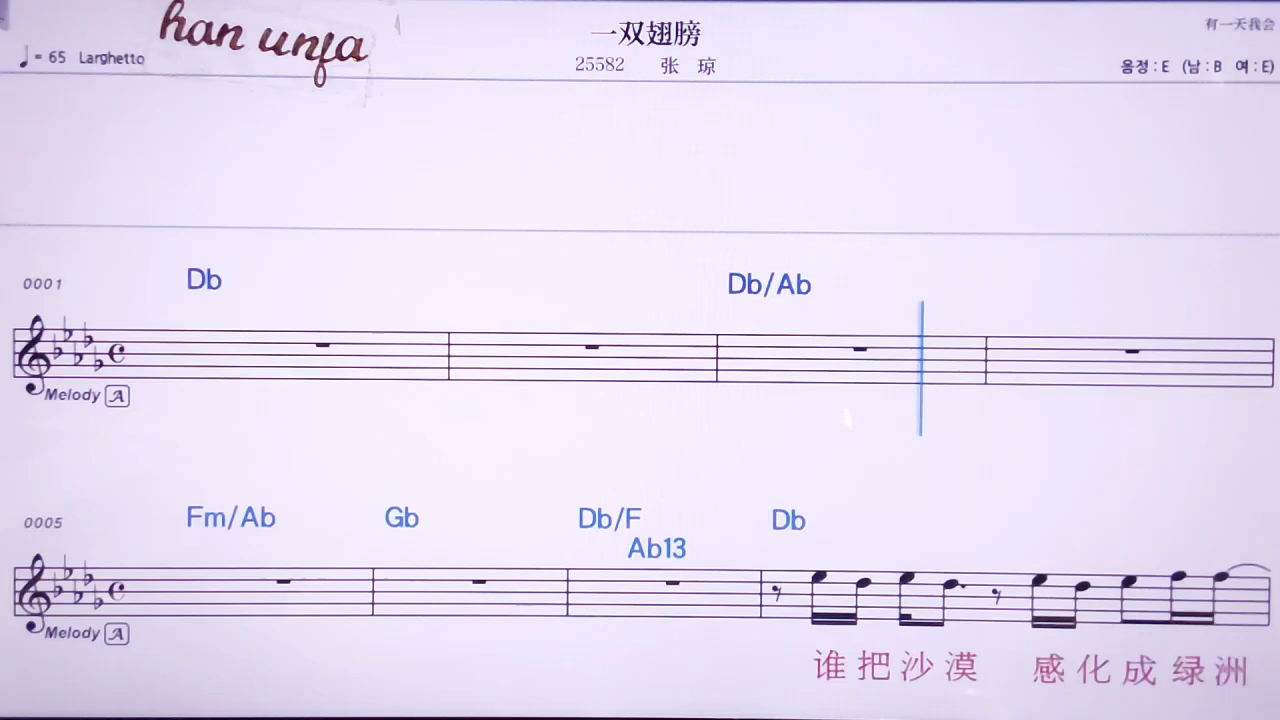 han unja
一双翅膀
有一天我会
♩= 65 Larghetto
25582 张 琼
음정 : E (남 : B 여 : E)
0001 Db Db/Ab
Melody A
0005 Fm/Ab Gb Db/F Db
Ab13
Melody A
谁把沙漠 感化成绿洲